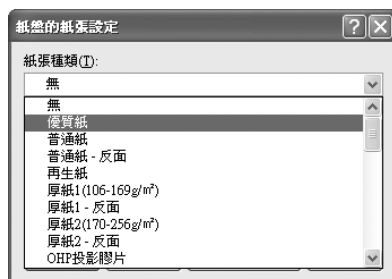 紙盤的紙張設定
紙張種類(T):
無
無
優質紙
普通紙
普通紙 - 反面
再生紙
厚紙1(106-169g/m²)
厚紙1 - 反面
厚紙2(170-256g/m²)
厚紙2 - 反面
OHP投影膠片